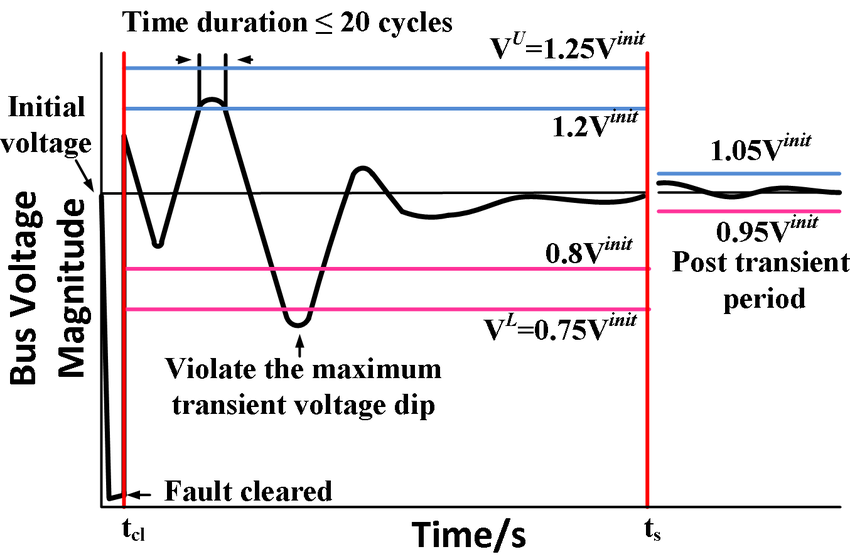 Time duration ≤ 20 cycles
V^U=1.25V^init
Initial
voltage
1.2V^init
1.05V^init
0.95V^init
0.8V^init
Post transient
period
V^L=0.75V^init
Bus Voltage
Magnitude
Violate the maximum
transient voltage dip
Fault cleared
t_cl
Time/s
t_s